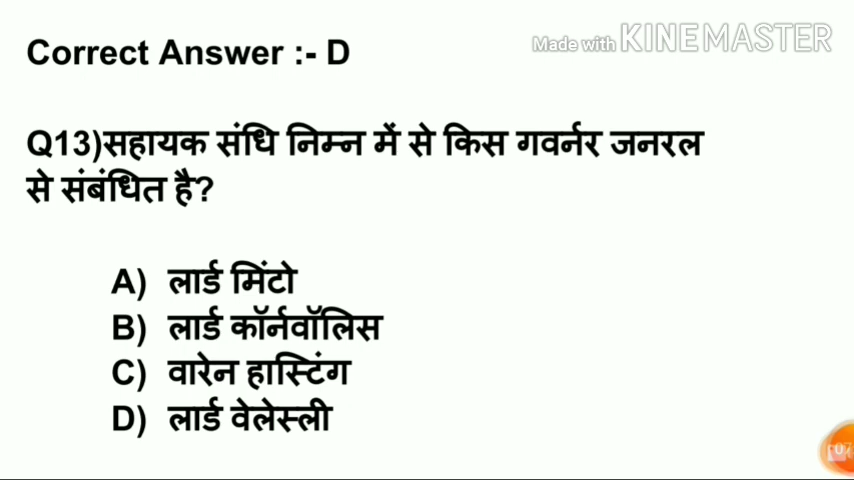 Correct Answer :- D
Made with KINEMASTER
Q13)सहायक संधि निम्न में से किस गवर्नर जनरल
से संबंधित है?
A) लार्ड मिंटो
B) लार्ड कॉर्नवॉलिस
C) वारेन हास्टिंग
D) लार्ड वेलेस्ली